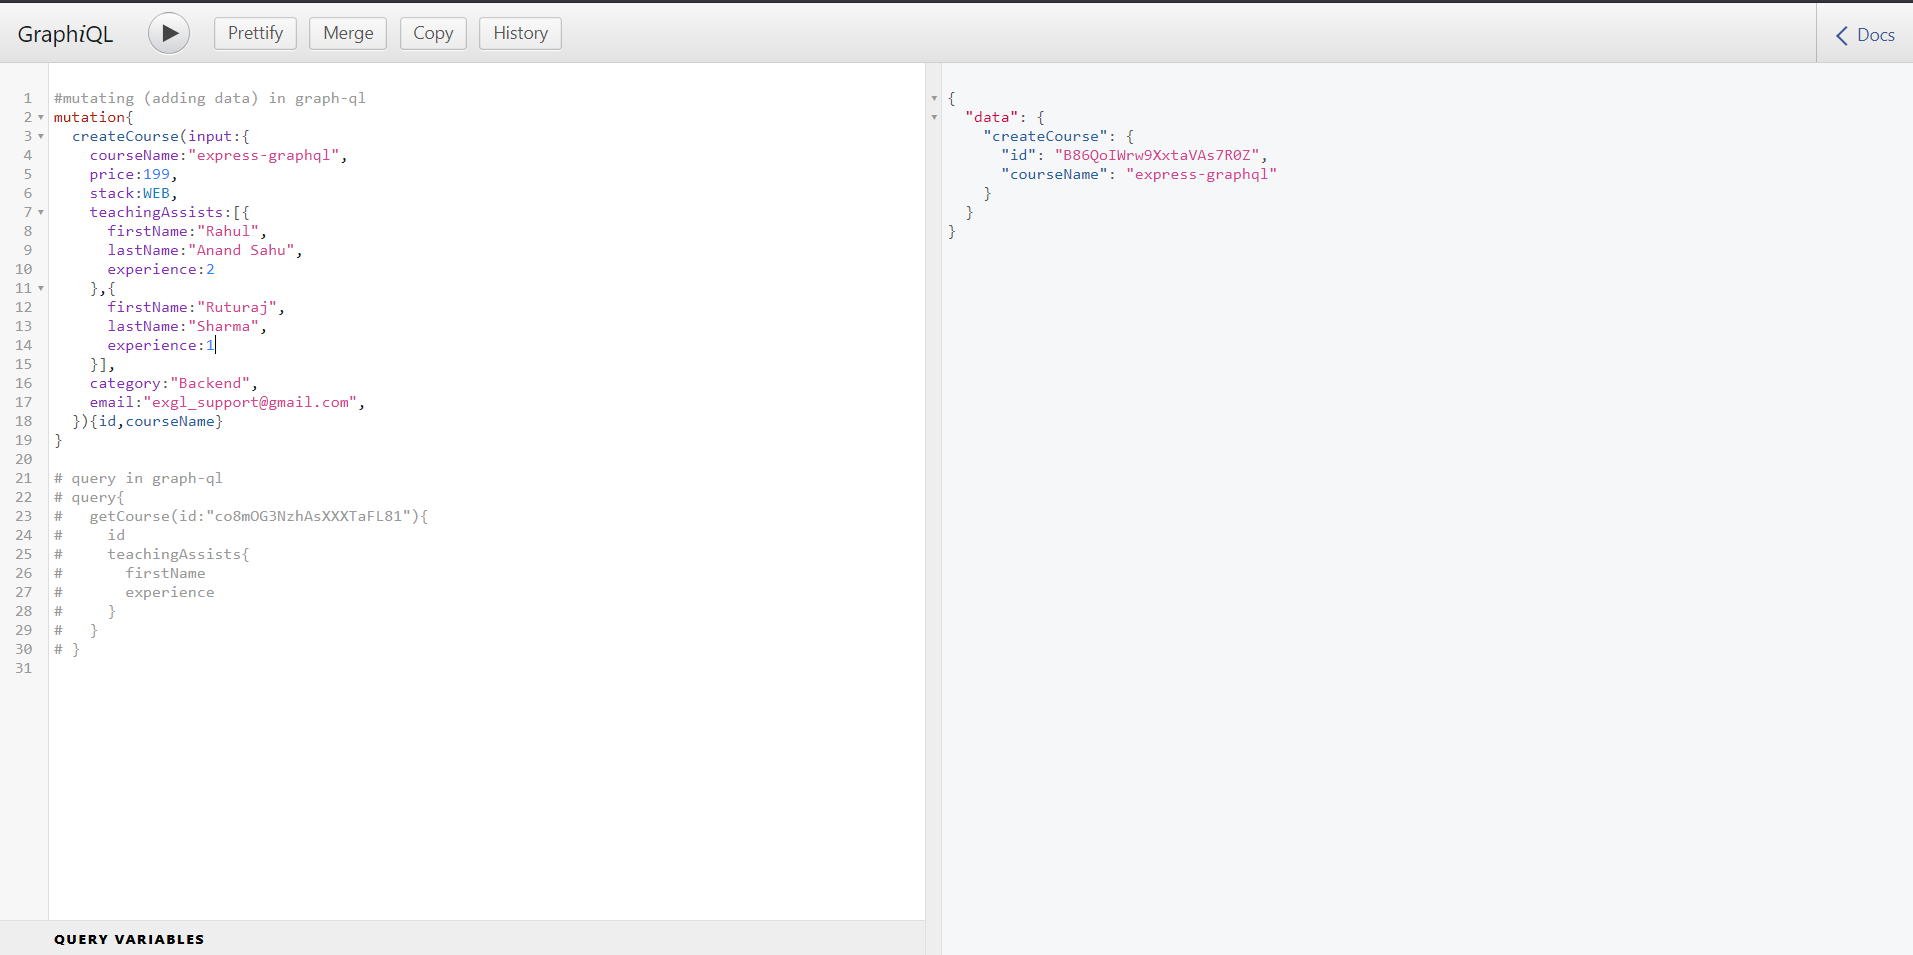 GraphiQL
Prettify
Merge
Copy
History
Docs
1 #mutating (adding data) in graph-ql
2 mutation{
3   createCourse(input:{
4     courseName:"express-graphql",
5     price:199,
6     stack:WEB,
7     teachingAssists:[{
8       firstName:"Rahul",
9       lastName:"Anand Sahu",
10       experience:2
11     },{
12       firstName:"Ruturaj",
13       lastName:"Sharma",
14       experience:1
15     }],
16     category:"Backend",
17     email:"exgl_support@gmail.com",
18   }){id,courseName}
19 }
20
21 # query in graph-ql
22 # query{
23 #   getCourse(id:"co8mOG3NzhAsXXXTaFL81"){
24 #     id
25 #     teachingAssists{
26 #       firstName
27 #       experience
28 #     }
29 #   }
30 # }
31
QUERY VARIABLES
{
  "data": {
    "createCourse": {
      "id": "B86QoIWrw9XxtaVAs7R0Z",
      "courseName": "express-graphql"
    }
  }
}